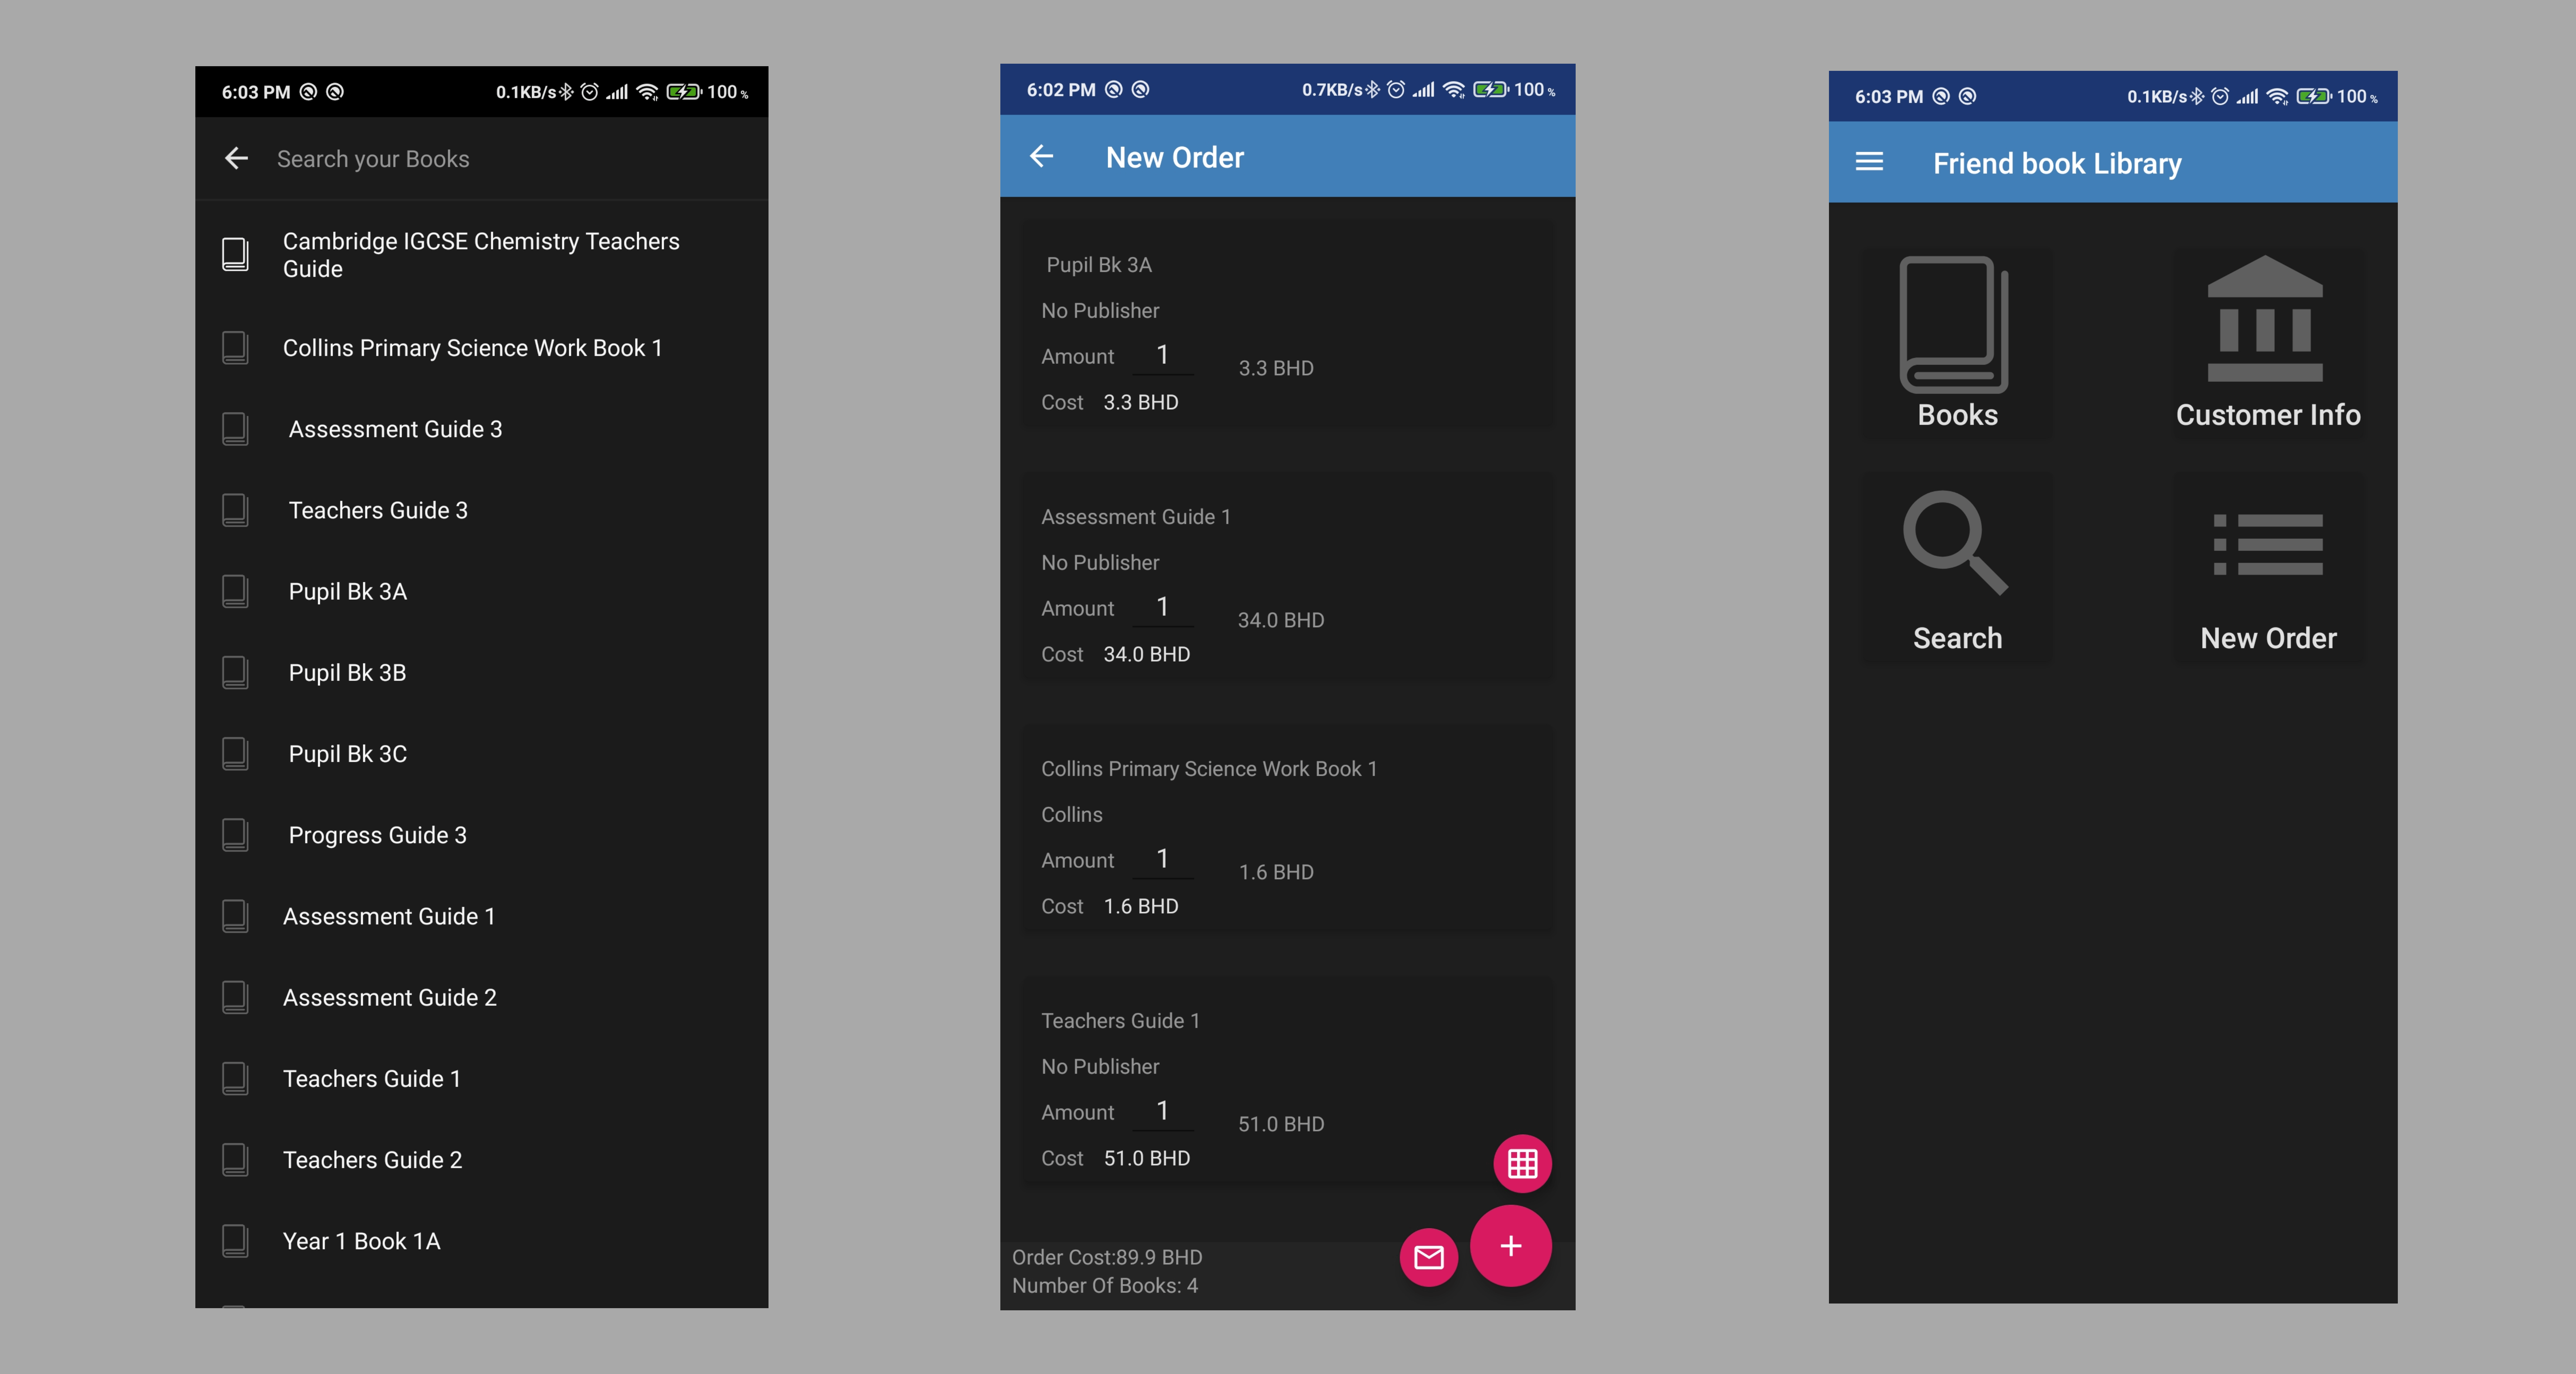 6:03 PM 0.1KB/s 100 %
Search your Books
Cambridge IGCSE Chemistry Teachers
Guide
Collins Primary Science Work Book 1
Assessment Guide 3
Teachers Guide 3
Pupil Bk 3A
Pupil Bk 3B
Pupil Bk 3C
Progress Guide 3
Assessment Guide 1
Assessment Guide 2
Teachers Guide 1
Teachers Guide 2
Year 1 Book 1A
6:02 PM 0.7KB/s 100 %
New Order
Pupil Bk 3A
No Publisher
Amount 1 3.3 BHD
Cost 3.3 BHD
Assessment Guide 1
No Publisher
Amount 1 34.0 BHD
Cost 34.0 BHD
Collins Primary Science Work Book 1
Collins
Amount 1 1.6 BHD
Cost 1.6 BHD
Teachers Guide 1
No Publisher
Amount 1 51.0 BHD
Cost 51.0 BHD
Order Cost:89.9 BHD
Number Of Books: 4
6:03 PM 0.1KB/s 100 %
Friend book Library
Books
Customer Info
Search
New Order